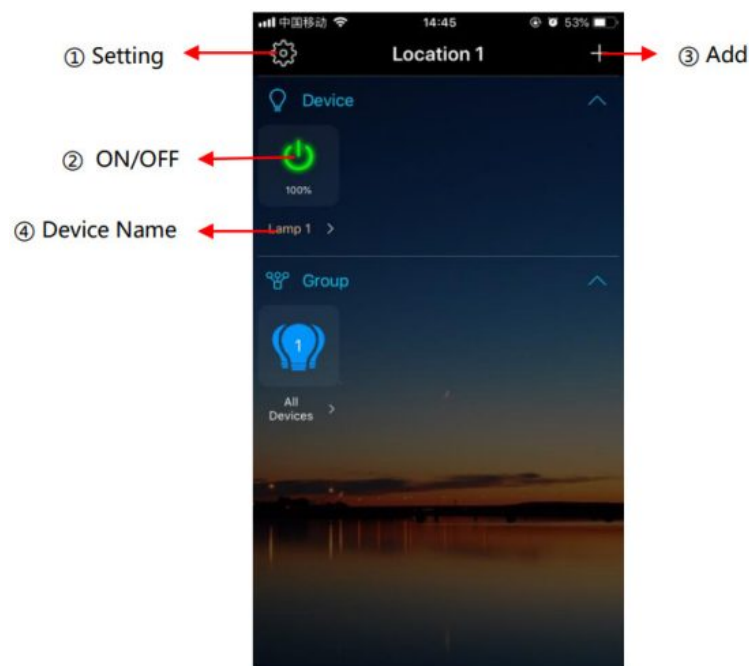 中国移动 14:45 53%
① Setting Location 1 ③ Add
Device
② ON/OFF
100%
④ Device Name Lamp 1 >
Group
1
All
Devices >